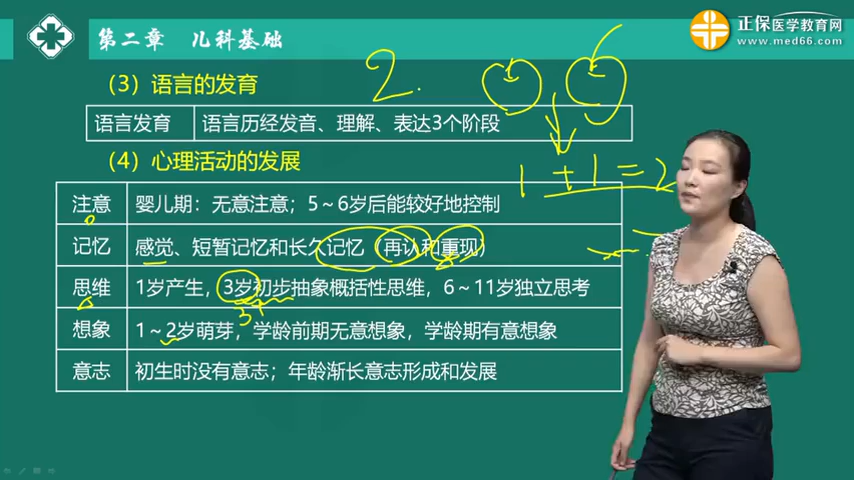 第二章 儿科基础
正保医学教育网
www.med66.com
（3）语言的发育
2.
语言发育 语言历经发音、理解、表达3个阶段
（4）心理活动的发展
1+1=2
注意 婴儿期：无意注意；5～6岁后能较好地控制
记忆 感觉、短暂记忆和长久记忆（再认和重现）
思维 1岁产生，3岁初步抽象概括性思维，6～11岁独立思考
想象 1～2岁萌芽，学龄前期无意想象，学龄期有意想象
意志 初生时没有意志；年龄渐长意志形成和发展